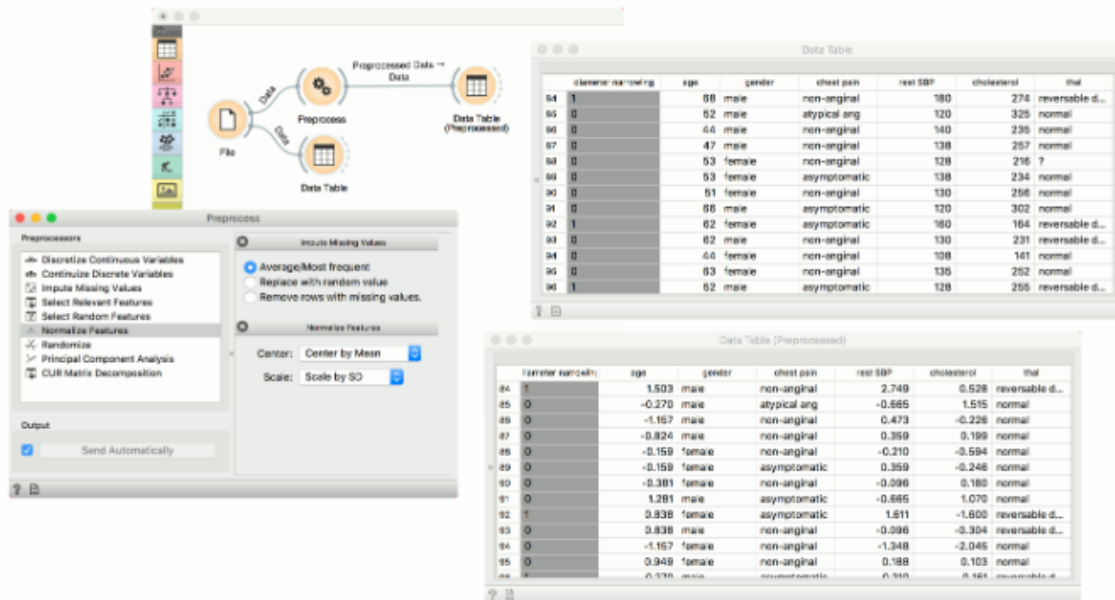 Data
Preprocessed Data →
Data
Preprocess
Data Table
(Preprocessed)
File
Data
Data Table
Preprocess
Preprocessors
Discretize Continuous Variables
Continuize Discrete Variables
Impute Missing Values
Select Relevant Features
Select Random Features
Normalize Features
Randomize
Principal Component Analysis
CUR Matrix Decomposition
Output
Send Automatically
Impute Missing Values
Average/Most frequent
Replace with random value
Remove rows with missing values.
Normalize Features
Center: Center by Mean
Scale: Scale by SD
Data Table
diameter narrowing age gender chest pain rest SBP cholesterol thal
84 1 68 male non-anginal 180 274 reversable d...
85 0 52 male atypical ang 120 325 normal
86 0 44 male non-anginal 140 235 normal
87 0 47 male non-anginal 138 257 normal
88 0 53 female non-anginal 128 216 ?
89 0 53 female asymptomatic 138 234 normal
90 0 51 female non-anginal 130 256 normal
91 0 66 male asymptomatic 120 302 normal
92 1 62 female asymptomatic 160 164 reversable d...
93 0 62 male non-anginal 130 231 reversable d...
94 0 44 female non-anginal 108 141 normal
95 0 63 female non-anginal 135 252 normal
96 1 52 male asymptomatic 128 255 reversable d...
Data Table (Preprocessed)
age gender chest pain rest SBP cholesterol thal
84 1 1.503 male non-anginal 2.749 0.528 reversable d...
85 0 -0.270 male atypical ang -0.665 1.515 normal
86 0 -1.157 male non-anginal 0.473 -0.226 normal
87 0 -0.824 male non-anginal 0.359 0.199 normal
88 0 -0.159 female non-anginal -0.210 -0.594 normal
89 0 -0.159 female asymptomatic 0.359 -0.246 normal
90 0 -0.381 female non-anginal -0.096 0.180 normal
91 0 1.281 male asymptomatic -0.665 1.070 normal
92 1 0.838 female asymptomatic 1.611 -1.600 reversable d...
93 0 0.838 male non-anginal -0.096 -0.304 reversable d...
94 0 -1.157 female non-anginal -1.348 -2.045 normal
95 0 0.949 female non-anginal 0.188 0.103 normal